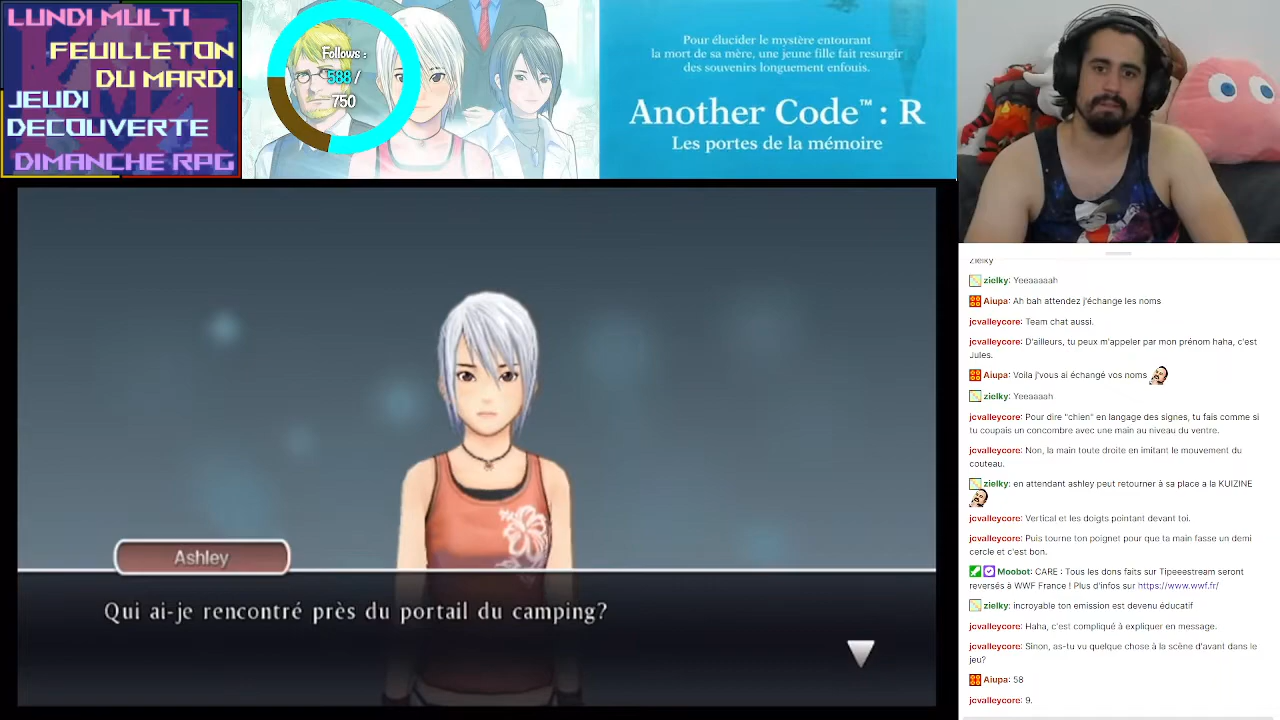 LUNDI MULTI
FEUILLETON
DU MARDI
JEUDI
DECOUVERTE
DIMANCHE RPG
Follows :
588 /
750
Pour élucider le mystère entourant
la mort de sa mère, une jeune fille fait resurgir
des souvenirs longuement enfouis.
Another Code™ : R
Les portes de la mémoire
Ashley
Qui ai-je rencontré près du portail du camping?
zielky
zielky: Yeeaaaaah
Aiupa: Ah bah attendez j'échange les noms
jcvalleycore: Team chat aussi.
jcvalleycore: D'ailleurs, tu peux m'appeler par mon prénom haha, c'est
Jules.
Aiupa: Voila j'vous ai échangé vos noms
zielky: Yeeaaaah
jcvalleycore: Pour dire "chien" en langage des signes, tu fais comme si
tu coupais un concombre avec une main au niveau du ventre.
jcvalleycore: Non, la main toute droite en imitant le mouvement du
couteau.
zielky: en attendant ashley peut retourner à sa place a la KUIZINE
jcvalleycore: Vertical et les doigts pointant devant toi.
jcvalleycore: Puis tourne ton poignet pour que ta main fasse un demi
cercle et c'est bon.
Moobot: CARE : Tous les dons faits sur Tipeeestream seront
reversés à WWF France ! Plus d'infos sur https://www.wwf.fr/
zielky: incroyable ton emission est devenu éducatif
jcvalleycore: Haha, c'est compliqué à expliquer en message.
jcvalleycore: Sinon, as-tu vu quelque chose à la scène d'avant dans le
jeu?
Aiupa: 58
jcvalleycore: 9.